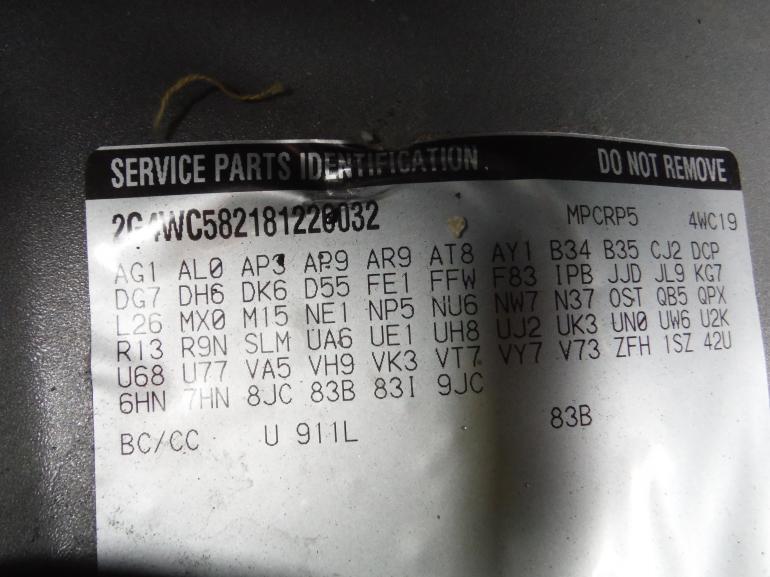 SERVICE PARTS IDENTIFICATION DO NOT REMOVE
2G4WC582181220032 MPCRP5 4WC19
AG1 AL0 AP3 AP9 AR9 AT8 AY1 B34 B35 CJ2 DCP
DG7 DH6 DK6 D55 FE1 FFW F83 IPB JJD JL9 KG7
L26 MX0 M15 NE1 NP5 NU6 NW7 N37 OST QB5 QPX
R13 R9N SLM UA6 UE1 UH8 UJ2 UK3 UN0 UW6 U2K
U68 U77 VA5 VH9 VK3 VT7 VY7 V73 ZFH 1SZ 42U
6HN 7HN 8JC 83B 83I 9JC
BC/CC U 911L 83B